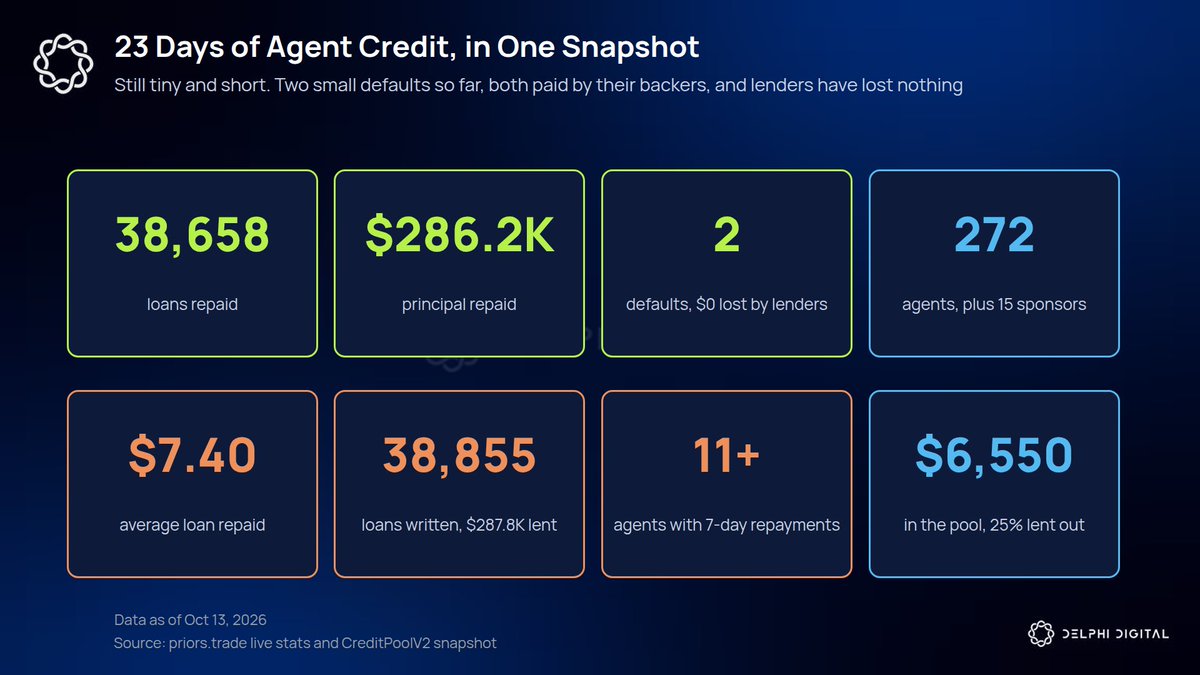 23 Days of Agent Credit, in One Snapshot
Still tiny and short. Two small defaults so far, both paid by their backers, and lenders have lost nothing
38,658
loans repaid
$286.2K
principal repaid
2
defaults, $0 lost by lenders
272
agents, plus 15 sponsors
$7.40
average loan repaid
38,855
loans written, $287.8K lent
11+
agents with 7-day repayments
$6,550
in the pool, 25% lent out
Data as of Oct 13, 2026
Source: priors.trade live stats and CreditPoolV2 snapshot
DELPHI DIGITAL